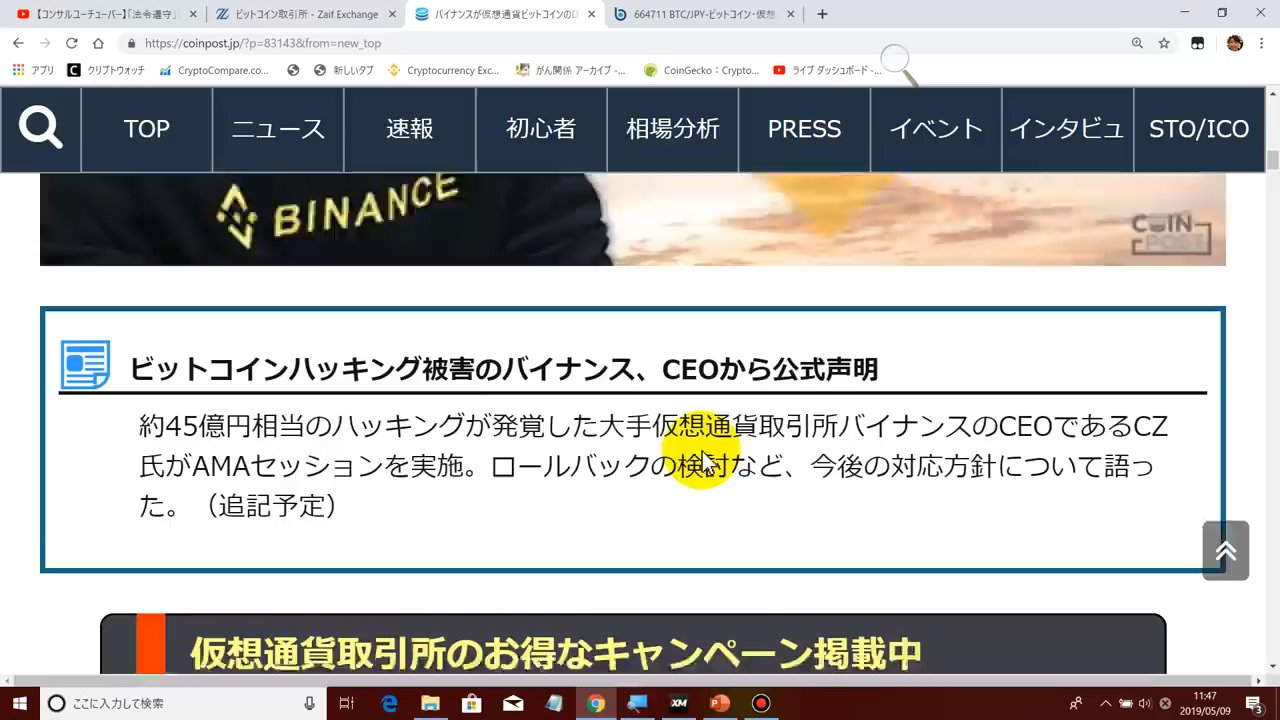 【コンサルユーチューバー】「法令遵守」
ビットコイン取引所 - Zaif Exchange
バイナンスが仮想通貨ビットコインのロ
664711 BTC/JPY-ビットコイン・仮想
https://coinpost.jp/?p=83143&from=new_top
アプリ
クリプトウォッチ
CryptoCompare.co...
新しいタブ
Cryptocurrency Exc...
がん関係 アーカイブ -...
CoinGecko：Crypto...
ライブ ダッシュボード -...
TOP
ニュース
速報
初心者
相場分析
PRESS
イベント
インタビュ
STO/ICO
BINANCE
COIN
POST
ビットコインハッキング被害のバイナンス、CEOから公式声明
約45億円相当のハッキングが発覚した大手仮想通貨取引所バイナンスのCEOであるCZ
氏がAMAセッションを実施。ロールバックの検討など、今後の対応方針について語っ
た。（追記予定）
仮想通貨取引所のお得なキャンペーン掲載中
ここに入力して検索
XM
11:47
2019/05/09
3